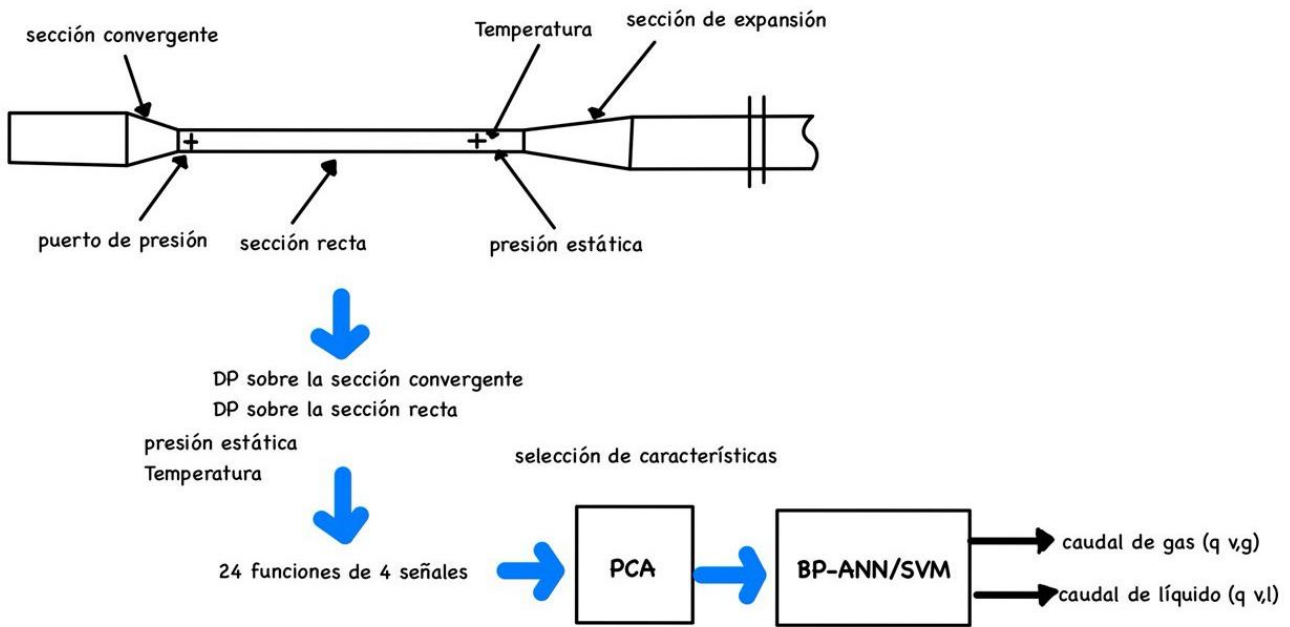 sección convergente
Temperatura
sección de expansión
puerto de presión
sección recta
presión estática
DP sobre la sección convergente
DP sobre la sección recta
presión estática
Temperatura
selección de características
24 funciones de 4 señales
PCA
BP-ANN/SVM
caudal de gas (q v,g)
caudal de líquido (q v,l)